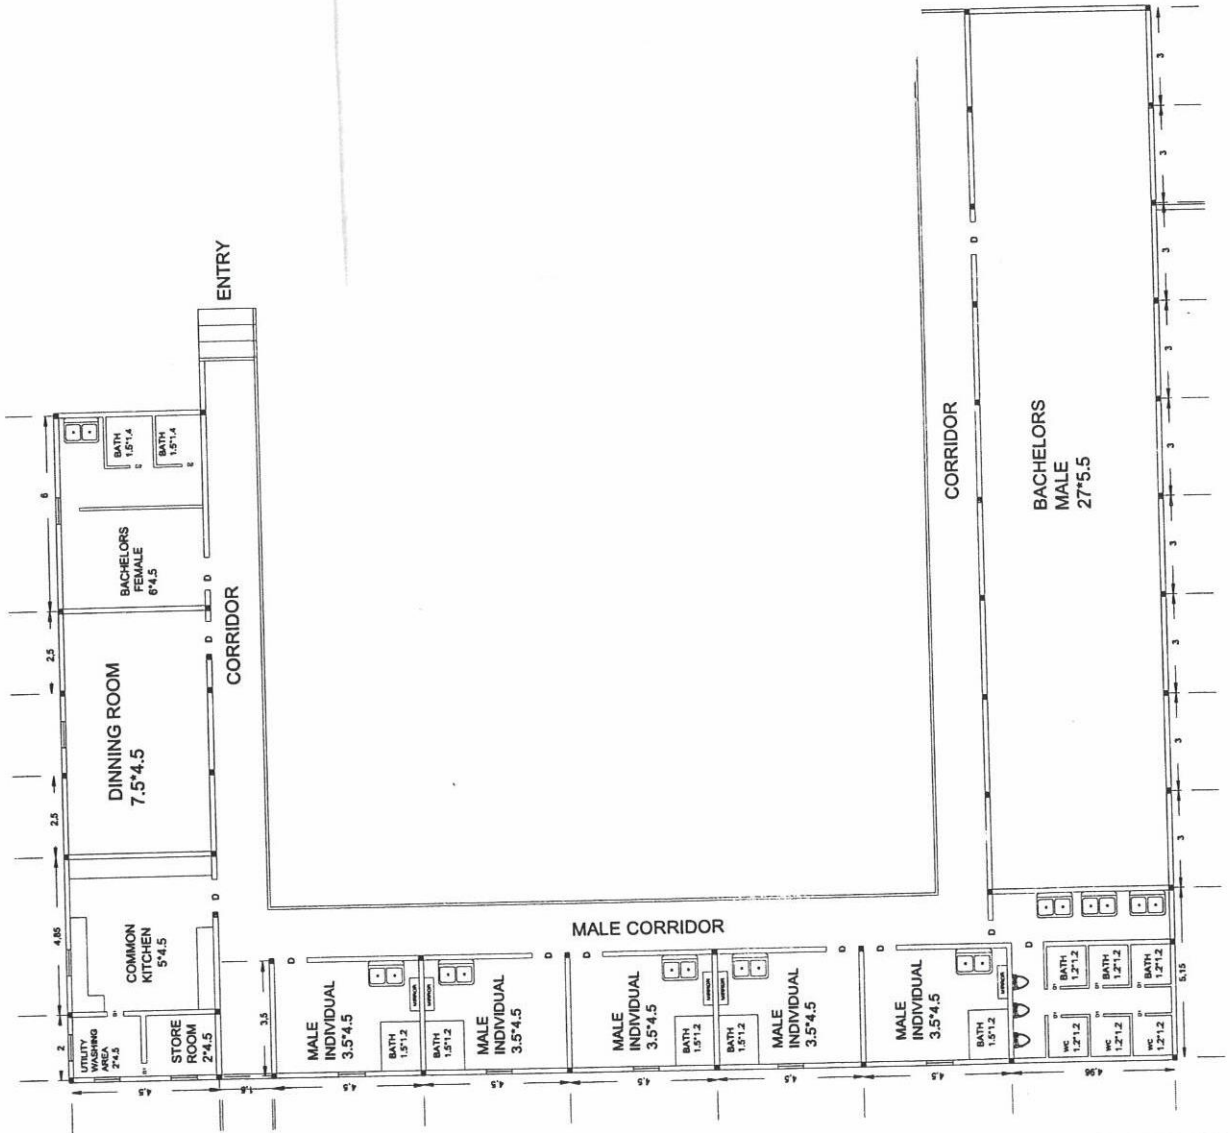 ENTRY
BATH
1.5*1.4
BATH
1.5*1.4
BACHELORS
FEMALE
6*4.5
6
CORRIDOR
2,5
DINNING ROOM
7.5*4.5
2,5
4,85
COMMON
KITCHEN
5*4.5
UTILITY
WASHING
AREA
2*4.5
STORE
ROOM
2*4.5
2
4,5
3,5
MALE CORRIDOR
MALE
INDIVIDUAL
3.5*4.5
BATH
1.5*1.2
MIRROR
MIRROR
BATH
1.5*1.2
MALE
INDIVIDUAL
3.5*4.5
MALE
INDIVIDUAL
3.5*4.5
BATH
1.5*1.2
MIRROR
MIRROR
BATH
1.5*1.2
MALE
INDIVIDUAL
3.5*4.5
MALE
INDIVIDUAL
3.5*4.5
BATH
1.5*1.2
MIRROR
4,5
4,5
4,5
4,5
4,5
4,96
CORRIDOR
BACHELORS
MALE
27*5.5
3
3
3
3
3
3
3
3
3
5,15
BATH
1.2*1.2
BATH
1.2*1.2
BATH
1.2*1.2
WC
1.2*1.2
WC
1.2*1.2
WC
1.2*1.2
D
D
D
D
D
D
D
D
D
D
D